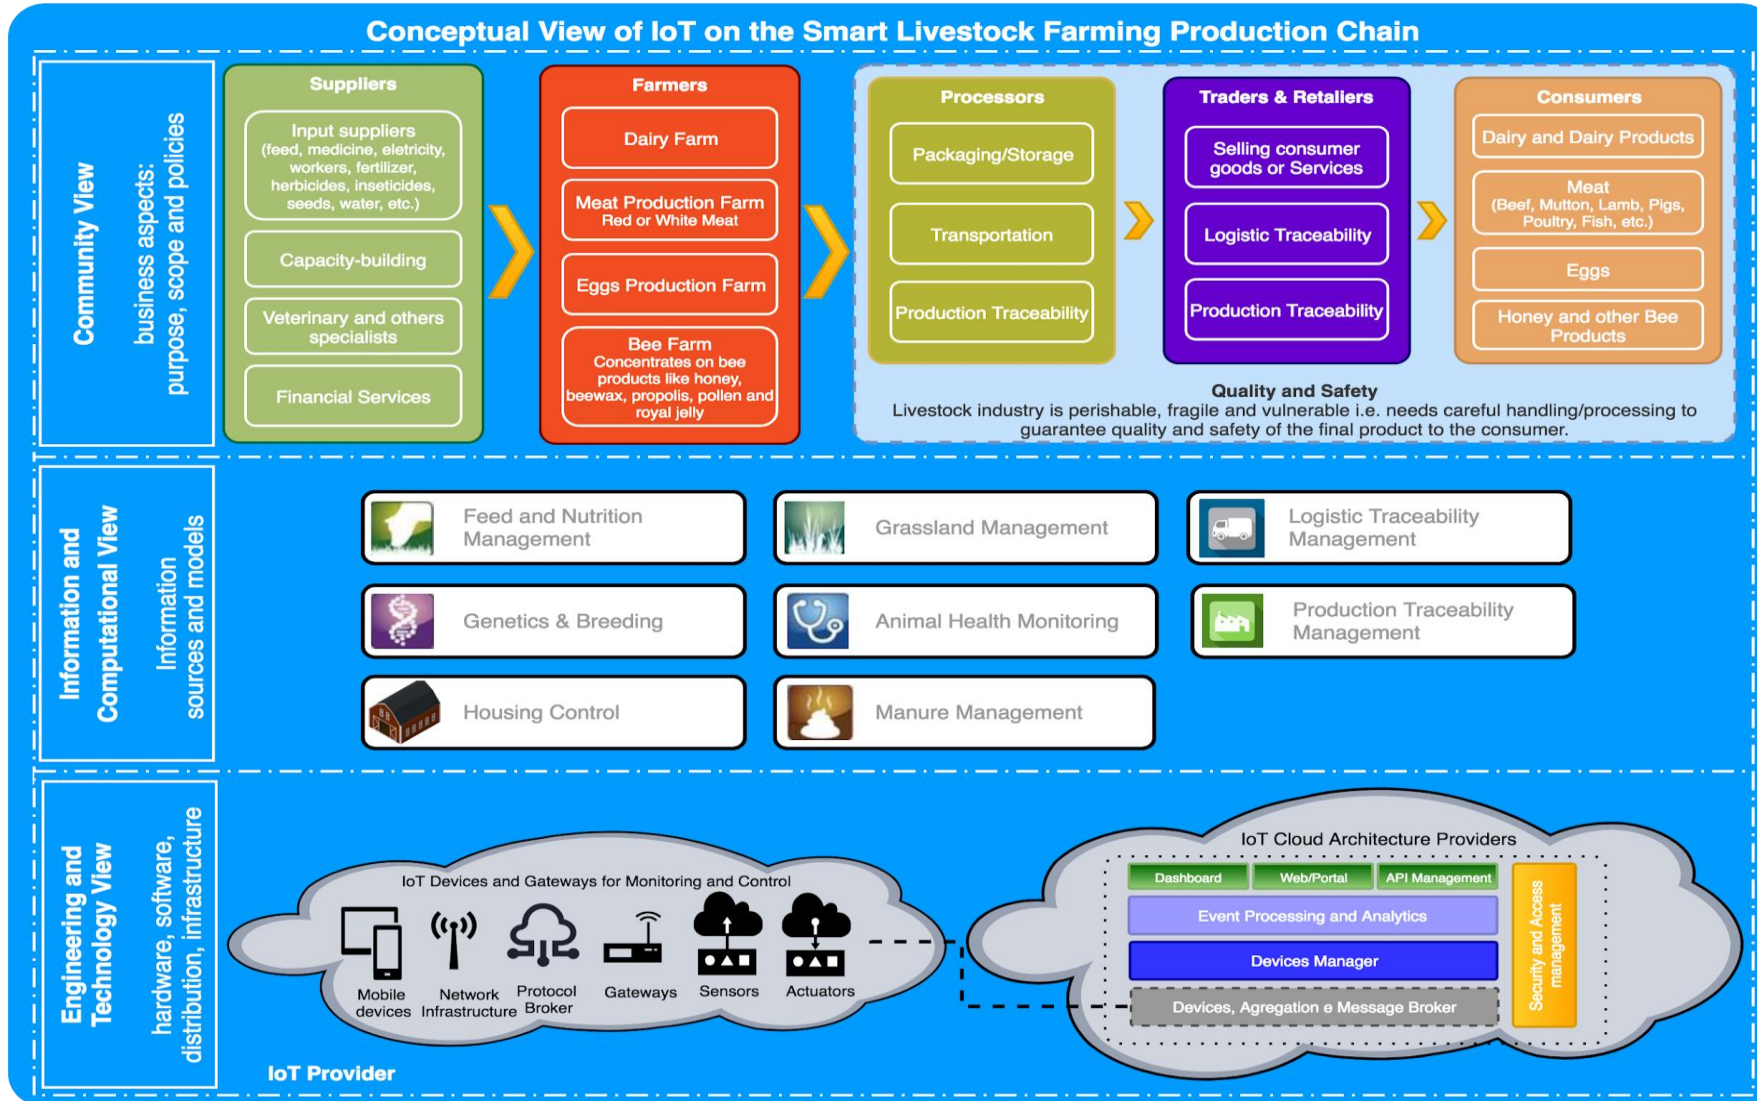 Conceptual View of IoT on the Smart Livestock Farming Production Chain
Community View
business aspects:
purpose, scope and policies
Suppliers
Input suppliers
(feed, medicine, eletricity,
workers, fertilizer,
herbicides, inseticides,
seeds, water, etc.)
Capacity-building
Veterinary and others
specialists
Financial Services
Farmers
Dairy Farm
Meat Production Farm
Red or White Meat
Eggs Production Farm
Bee Farm
Concentrates on bee
products like honey,
beewax, propolis, pollen and
royal jelly
Processors
Packaging/Storage
Transportation
Production Traceability
Traders & Retaliers
Selling consumer
goods or Services
Logistic Traceability
Production Traceability
Consumers
Dairy and Dairy Products
Meat
(Beef, Mutton, Lamb, Pigs,
Poultry, Fish, etc.)
Eggs
Honey and other Bee
Products
Quality and Safety
Livestock industry is perishable, fragile and vulnerable i.e. needs careful handling/processing to
guarantee quality and safety of the final product to the consumer.
Information and
Computational View
Information
sources and models
Feed and Nutrition
Management
Grassland Management
Logistic Traceability
Management
Genetics & Breeding
Animal Health Monitoring
Production Traceability
Management
Housing Control
Manure Management
Engineering and
Technology View
hardware, software,
distribution, infrastructure
IoT Devices and Gateways for Monitoring and Control
Mobile
devices
Network
Infrastructure
Protocol
Broker
Gateways
Sensors
Actuators
IoT Provider
IoT Cloud Architecture Providers
Dashboard
Web/Portal
API Management
Event Processing and Analytics
Devices Manager
Devices, Agregation e Message Broker
Security and Access
management